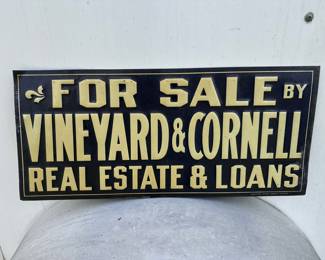 FOR SALE BY
VINEYARD & CORNELL
REAL ESTATE & LOANS